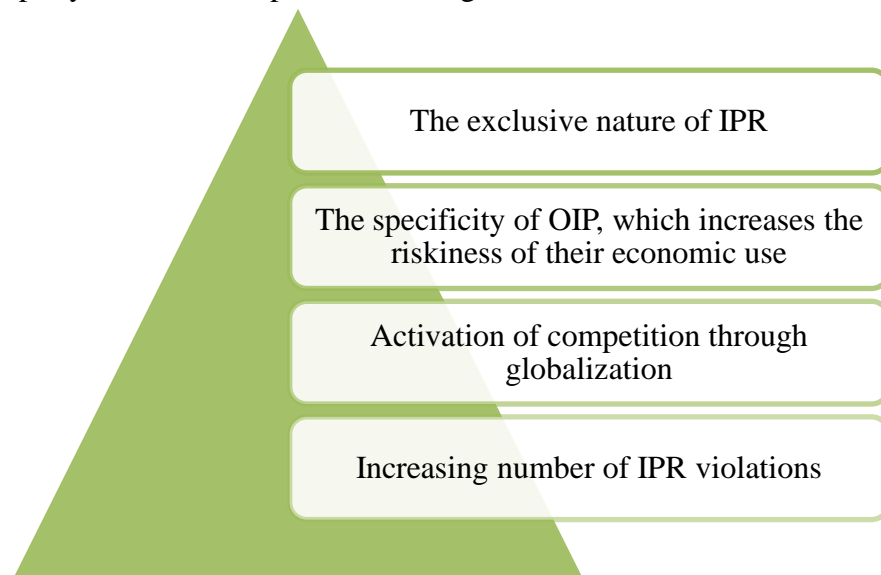 The exclusive nature of IPR
The specificity of OIP, which increases the
riskiness of their economic use
Activation of competition through
globalization
Increasing number of IPR violations